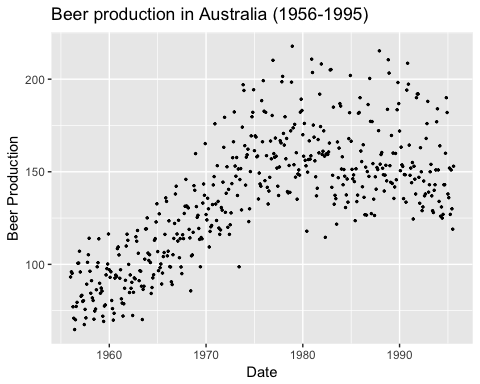 Beer production in Australia (1956-1995)
200
150
100
Beer Production
1960 1970 1980 1990
Date